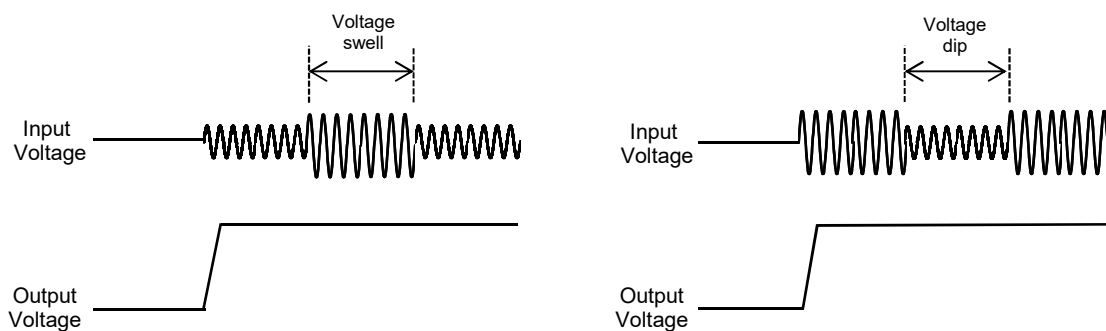 Voltage
swell
Input
Voltage
Output
Voltage
Voltage
dip
Input
Voltage
Output
Voltage